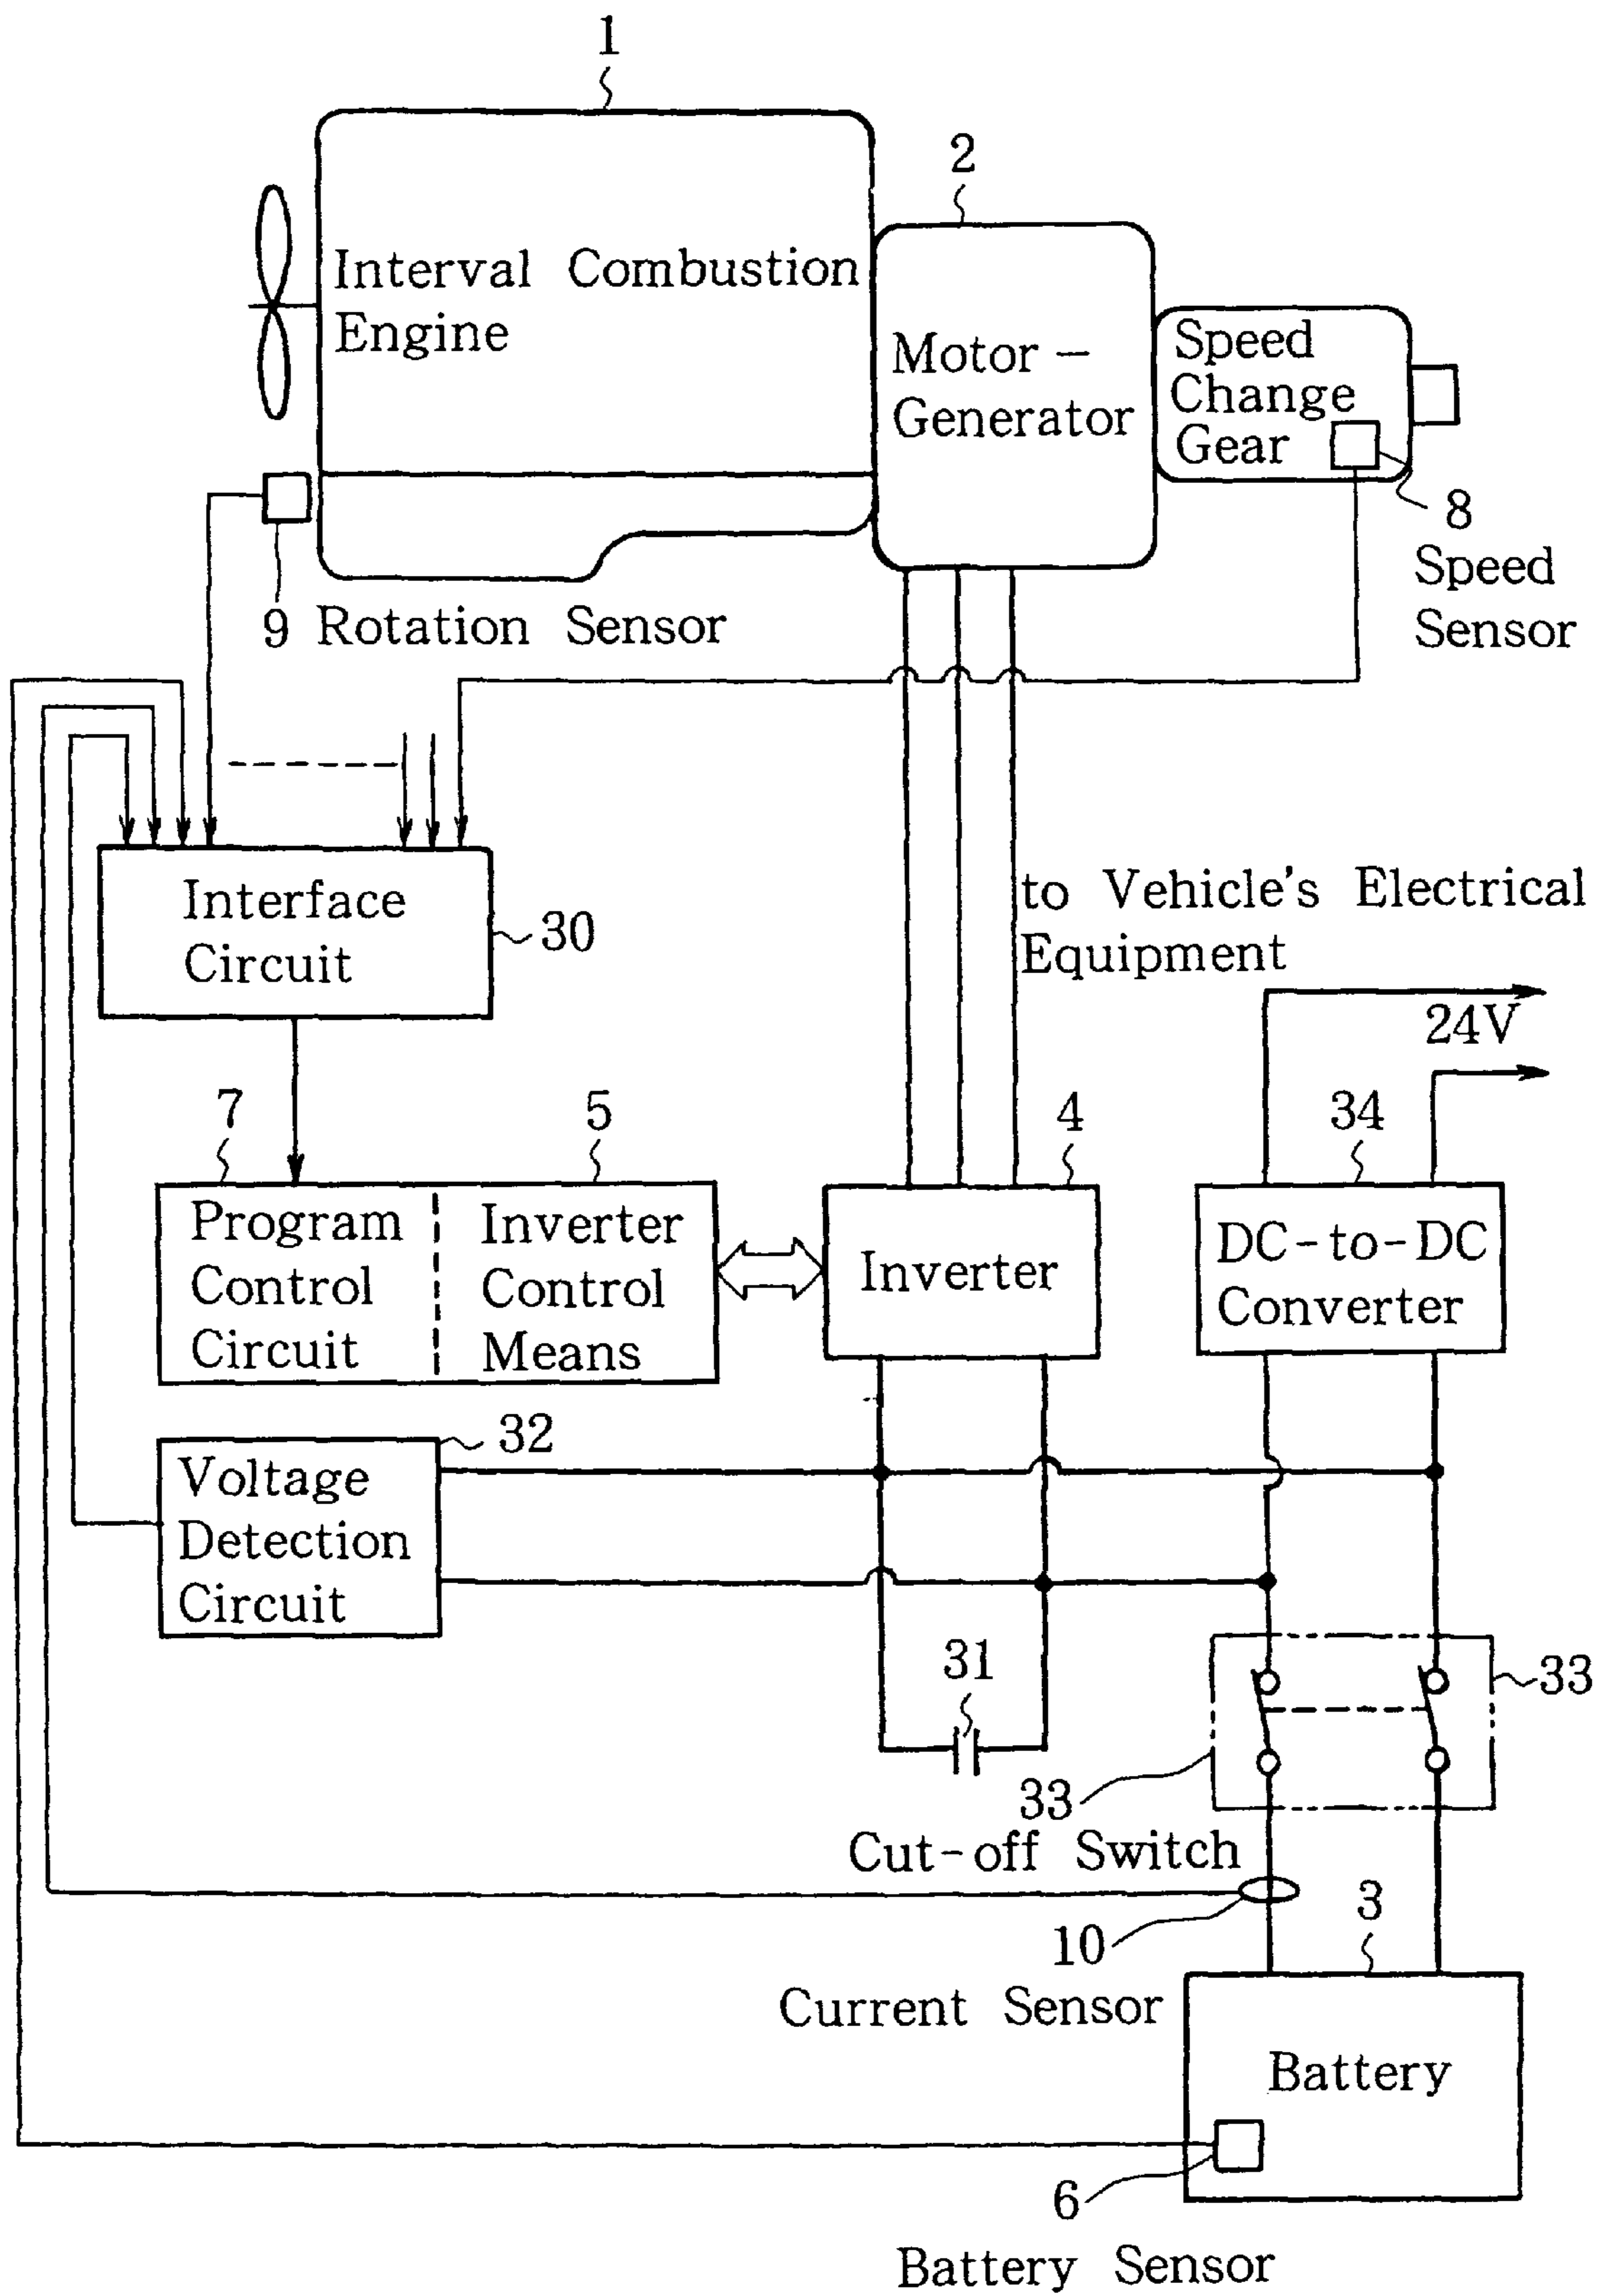 1
2
Interval Combustion
Engine
Motor-
Generator
Speed
Change
Gear
8
Speed
Sensor
9 Rotation Sensor
Interface
Circuit
30
to Vehicle's Electrical
Equipment
24V
7
5
4
34
Program
Control
Circuit
Inverter
Control
Means
Inverter
DC-to-DC
Converter
32
Voltage
Detection
Circuit
31
33
33
Cut-off Switch
10
Current Sensor
3
Battery
6
Battery Sensor